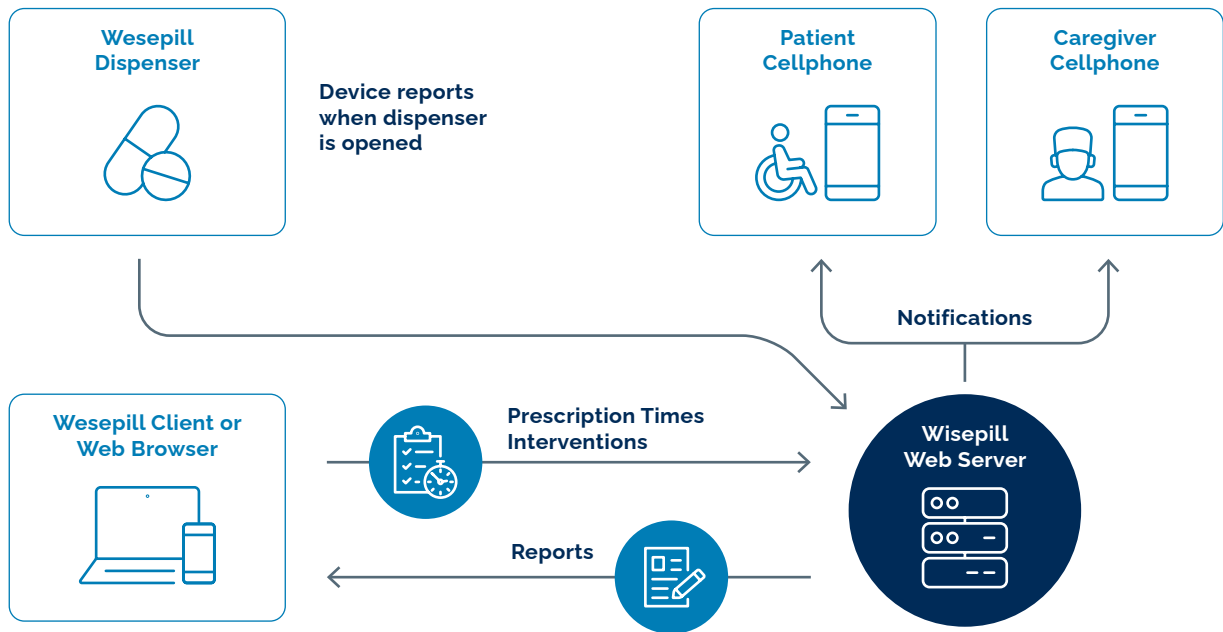 Wesepill
Dispenser
Device reports
when dispenser
is opened
Patient
Cellphone
Caregiver
Cellphone
Notifications
Wesepill Client or
Web Browser
Prescription Times
Interventions
Reports
Wisepill
Web Server